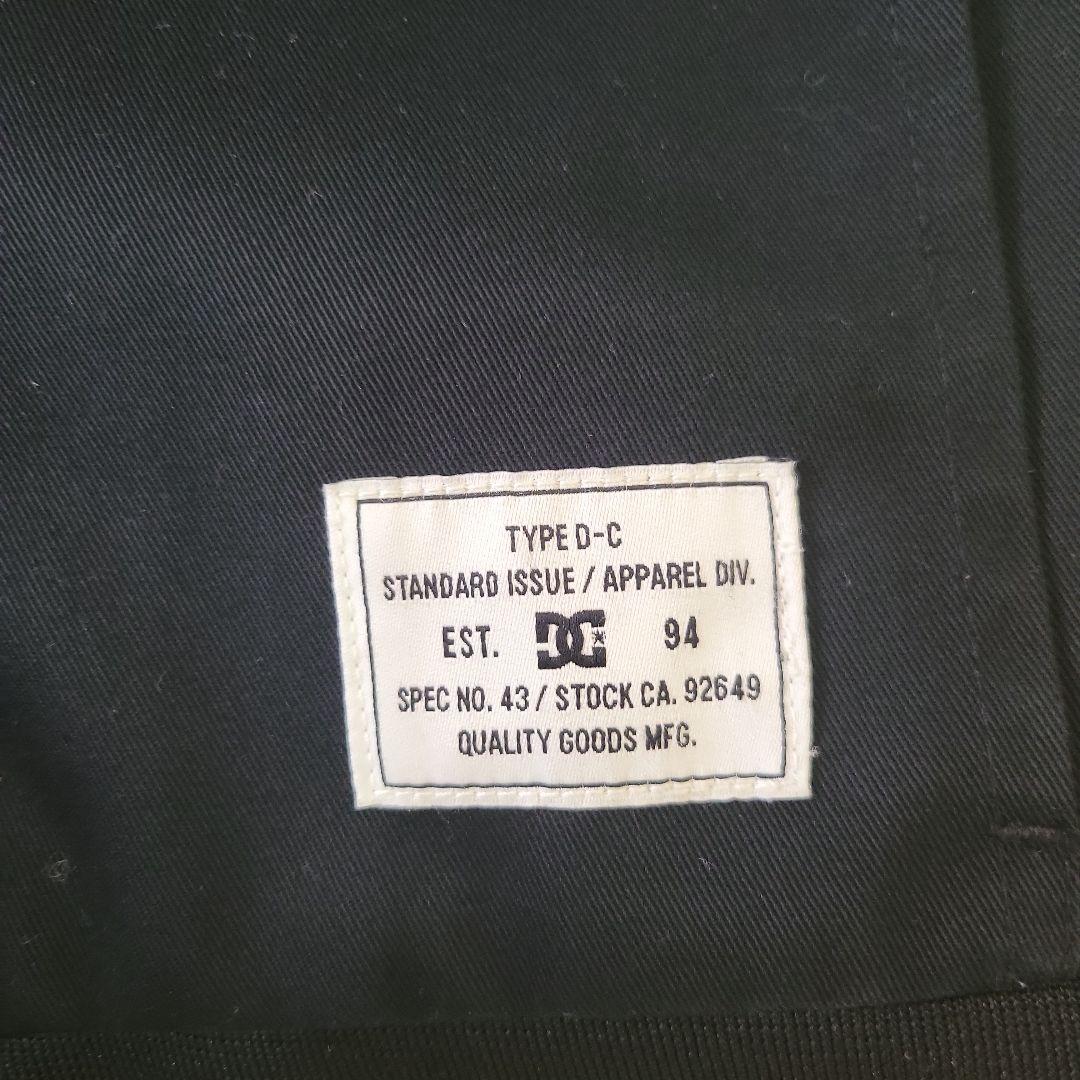 TYPE D-C
STANDARD ISSUE / APPAREL DIV.
EST. DC 94
SPEC NO. 43 / STOCK CA. 92649
QUALITY GOODS MFG.